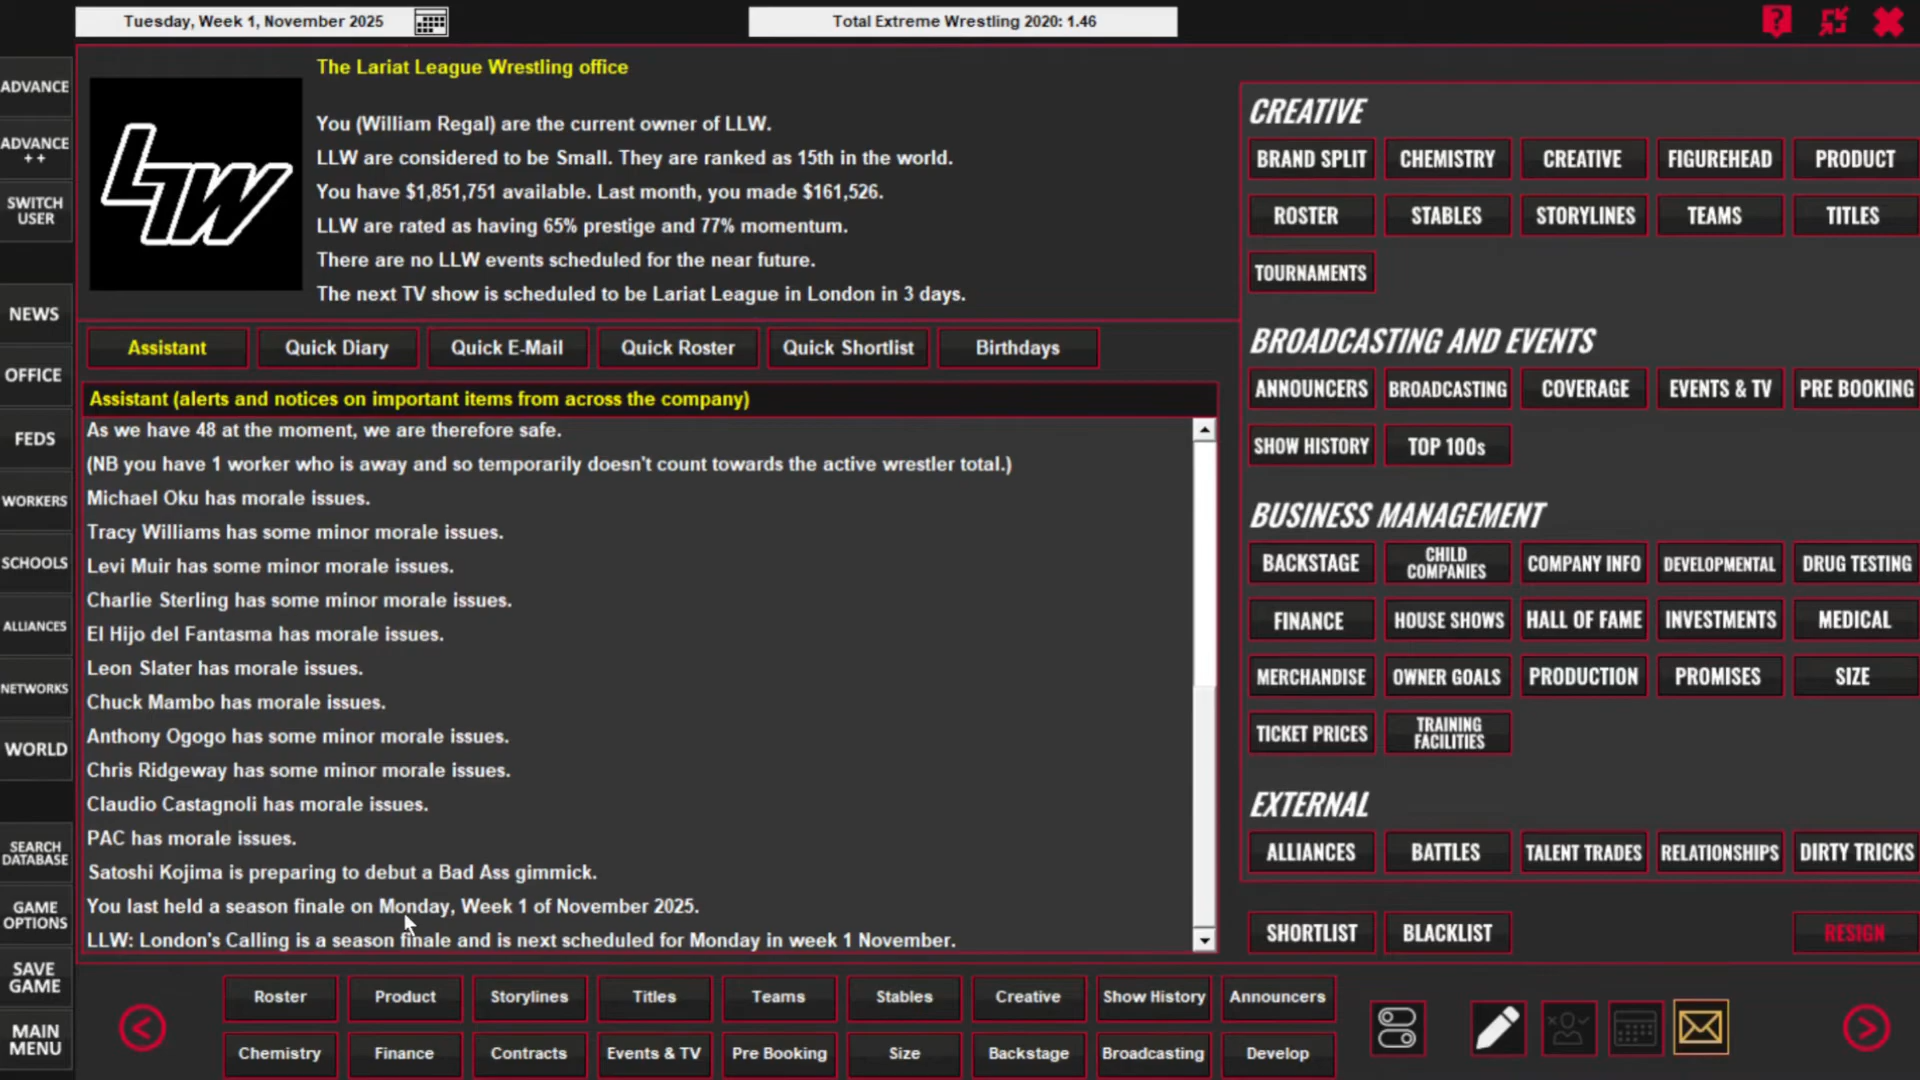 Tuesday, Week 1, November 2025
Total Extreme Wrestling 2020: 1.46
ADVANCE
ADVANCE
++
SWITCH
USER
NEWS
OFFICE
FEDS
WORKERS
SCHOOLS
ALLIANCES
NETWORKS
WORLD
SEARCH
DATABASE
GAME
OPTIONS
SAVE
GAME
MAIN
MENU
LLW
The Lariat League Wrestling office
You (William Regal) are the current owner of LLW.
LLW are considered to be Small. They are ranked as 15th in the world.
You have $1,851,751 available. Last month, you made $161,526.
LLW are rated as having 65% prestige and 77% momentum.
There are no LLW events scheduled for the near future.
The next TV show is scheduled to be Lariat League in London in 3 days.
Assistant
Quick Diary
Quick E-Mail
Quick Roster
Quick Shortlist
Birthdays
Assistant (alerts and notices on important items from across the company)
As we have 48 at the moment, we are therefore safe.
(NB you have 1 worker who is away and so temporarily doesn't count towards the active wrestler total.)
Michael Oku has morale issues.
Tracy Williams has some minor morale issues.
Levi Muir has some minor morale issues.
Charlie Sterling has some minor morale issues.
El Hijo del Fantasma has morale issues.
Leon Slater has morale issues.
Chuck Mambo has morale issues.
Anthony Ogogo has some minor morale issues.
Chris Ridgeway has some minor morale issues.
Claudio Castagnoli has morale issues.
PAC has morale issues.
Satoshi Kojima is preparing to debut a Bad Ass gimmick.
You last held a season finale on Monday, Week 1 of November 2025.
LLW: London's Calling is a season finale and is next scheduled for Monday in week 1 November.
CREATIVE
BRAND SPLIT
CHEMISTRY
CREATIVE
FIGUREHEAD
PRODUCT
ROSTER
STABLES
STORYLINES
TEAMS
TITLES
TOURNAMENTS
BROADCASTING AND EVENTS
ANNOUNCERS
BROADCASTING
COVERAGE
EVENTS & TV
PRE BOOKING
SHOW HISTORY
TOP 100s
BUSINESS MANAGEMENT
BACKSTAGE
CHILD
COMPANIES
COMPANY INFO
DEVELOPMENTAL
DRUG TESTING
FINANCE
HOUSE SHOWS
HALL OF FAME
INVESTMENTS
MEDICAL
MERCHANDISE
OWNER GOALS
PRODUCTION
PROMISES
SIZE
TICKET PRICES
TRAINING
FACILITIES
EXTERNAL
ALLIANCES
BATTLES
TALENT TRADES
RELATIONSHIPS
DIRTY TRICKS
SHORTLIST
BLACKLIST
RESIGN
Roster
Product
Storylines
Titles
Teams
Stables
Creative
Show History
Announcers
Chemistry
Finance
Contracts
Events & TV
Pre Booking
Size
Backstage
Broadcasting
Develop